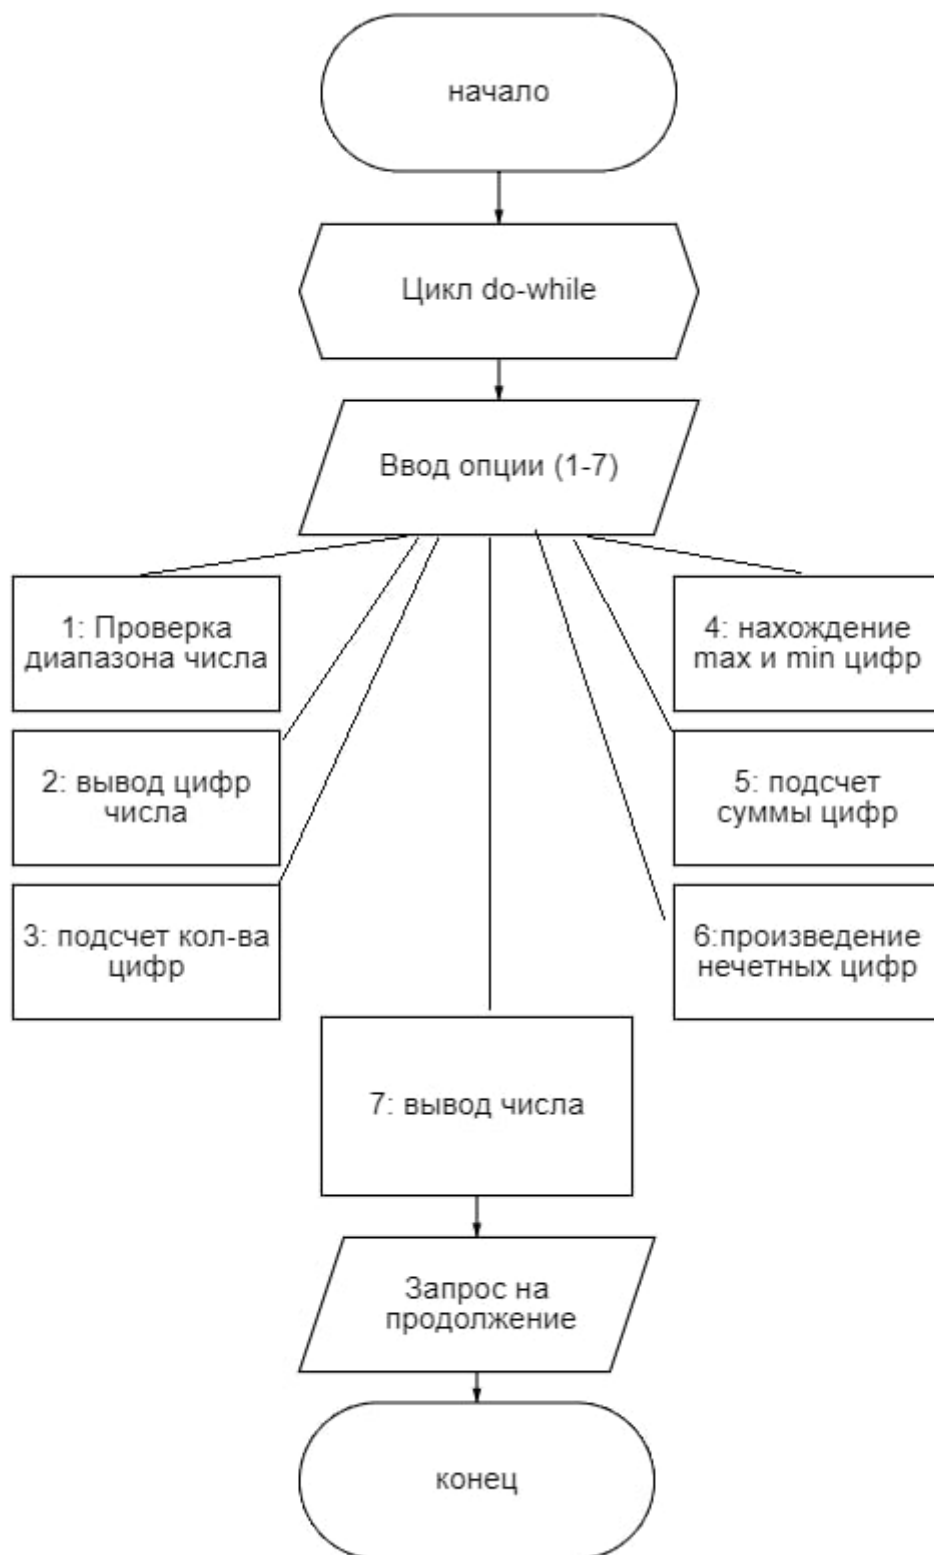 начало
Цикл do-while
Ввод опции (1-7)
1: Проверка
диапазона числа
2: вывод цифр
числа
3: подсчет кол-ва
цифр
4: нахождение
max и min цифр
5: подсчет
суммы цифр
6:произведение
нечетных цифр
7: вывод числа
Запрос на
продолжение
конец